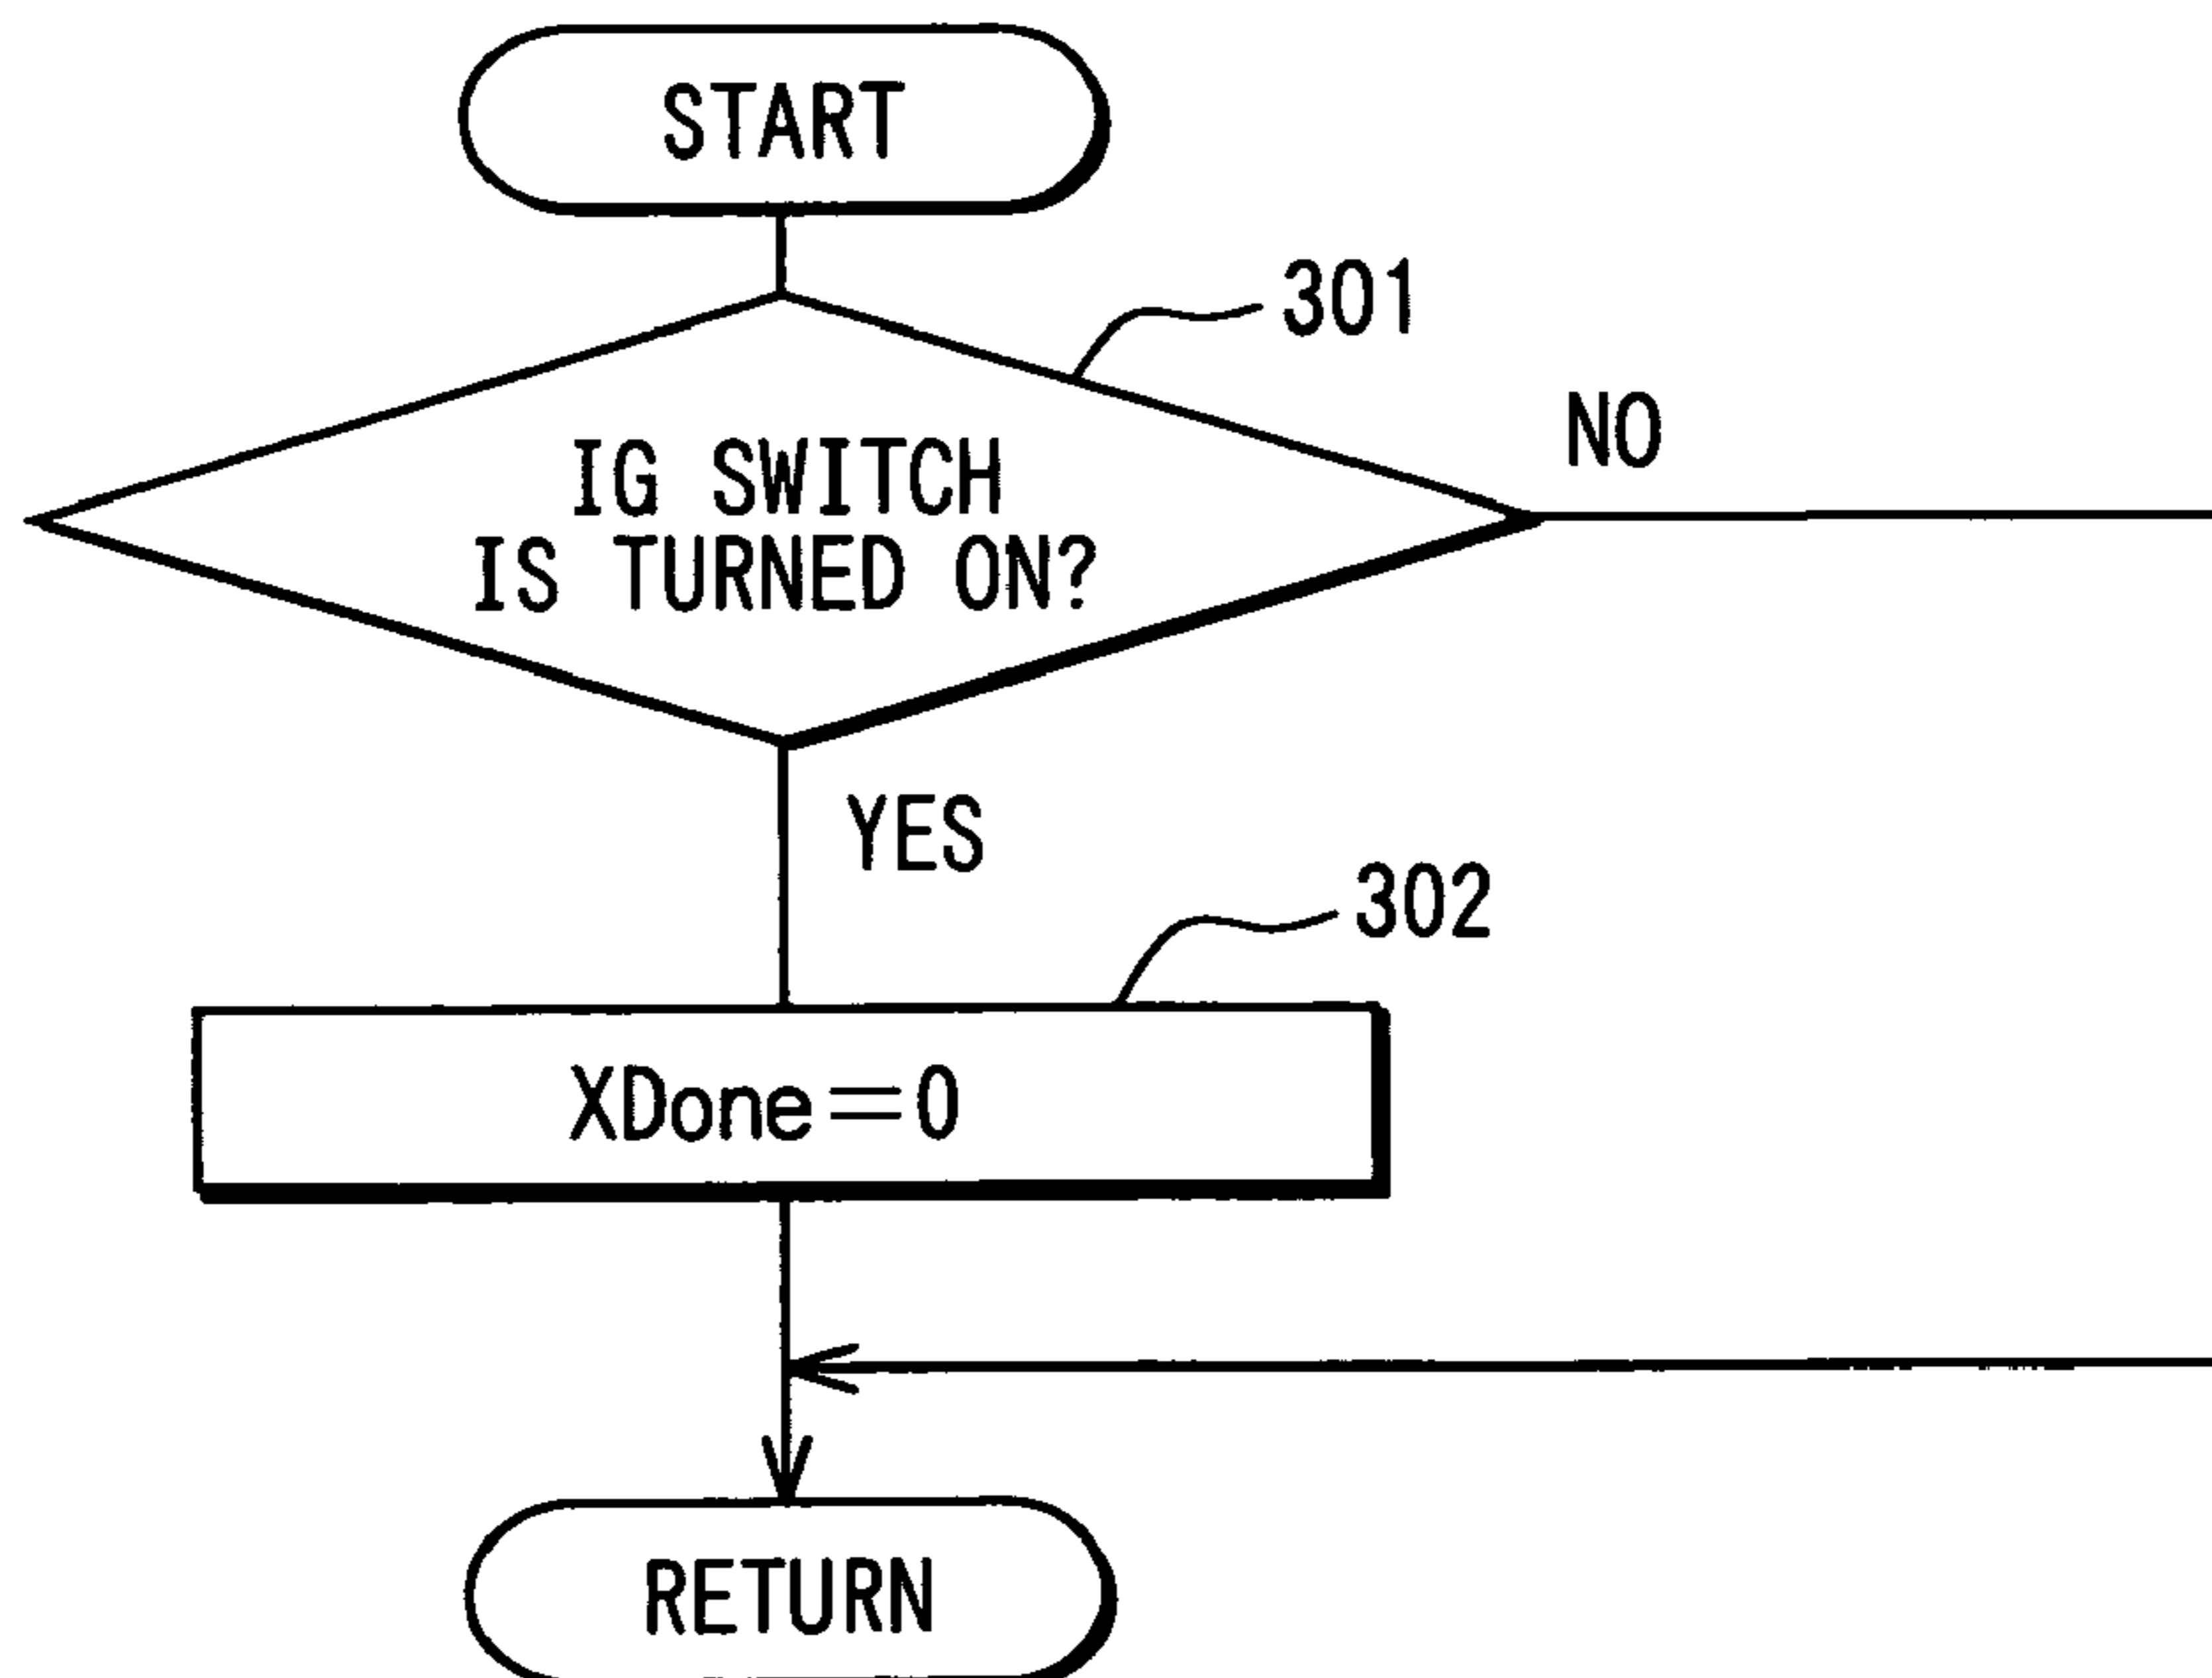 START
301
NO
IG SWITCH
IS TURNED ON?
YES
302
XDone=0
RETURN